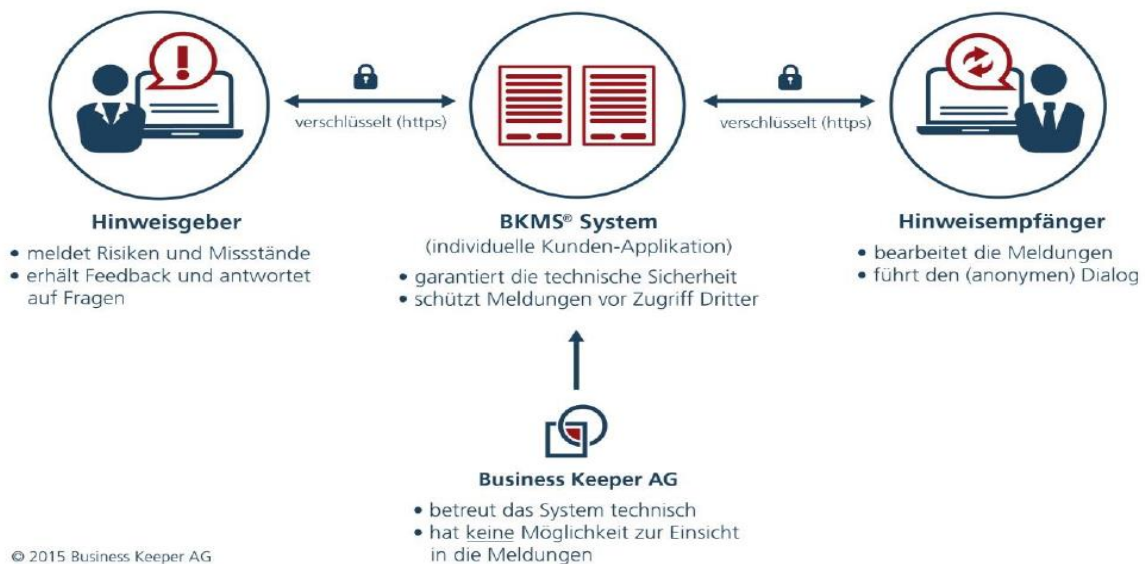 verschlüsselt (https)
verschlüsselt (https)
Hinweisgeber
• meldet Risiken und Missstände
• erhält Feedback und antwortet
auf Fragen
BKMS® System
(individuelle Kunden-Applikation)
• garantiert die technische Sicherheit
• schützt Meldungen vor Zugriff Dritter
Hinweisempfänger
• bearbeitet die Meldungen
• führt den (anonymen) Dialog
Business Keeper AG
• betreut das System technisch
• hat keine Möglichkeit zur Einsicht
in die Meldungen
© 2015 Business Keeper AG